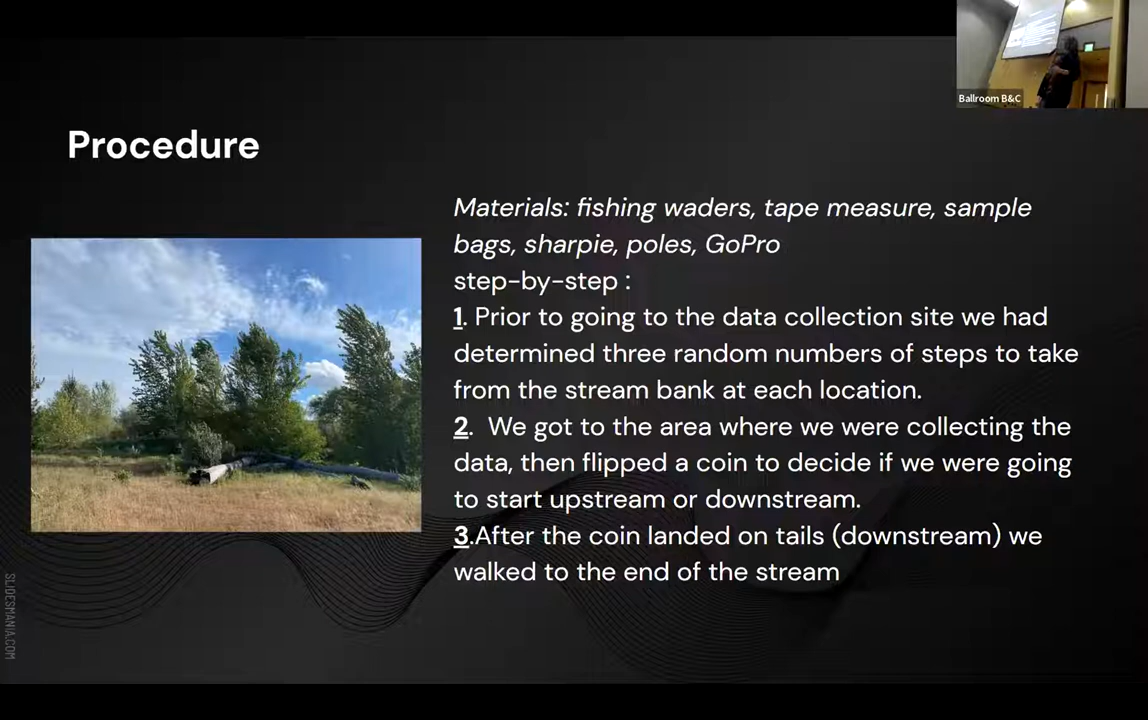 Ballroom B&C
Procedure
Materials: fishing waders, tape measure, sample
bags, sharpie, poles, GoPro
step-by-step :
1. Prior to going to the data collection site we had
determined three random numbers of steps to take
from the stream bank at each location.
2.  We got to the area where we were collecting the
data, then flipped a coin to decide if we were going
to start upstream or downstream.
3.After the coin landed on tails (downstream) we
walked to the end of the stream
SLIDESMANIA.COM